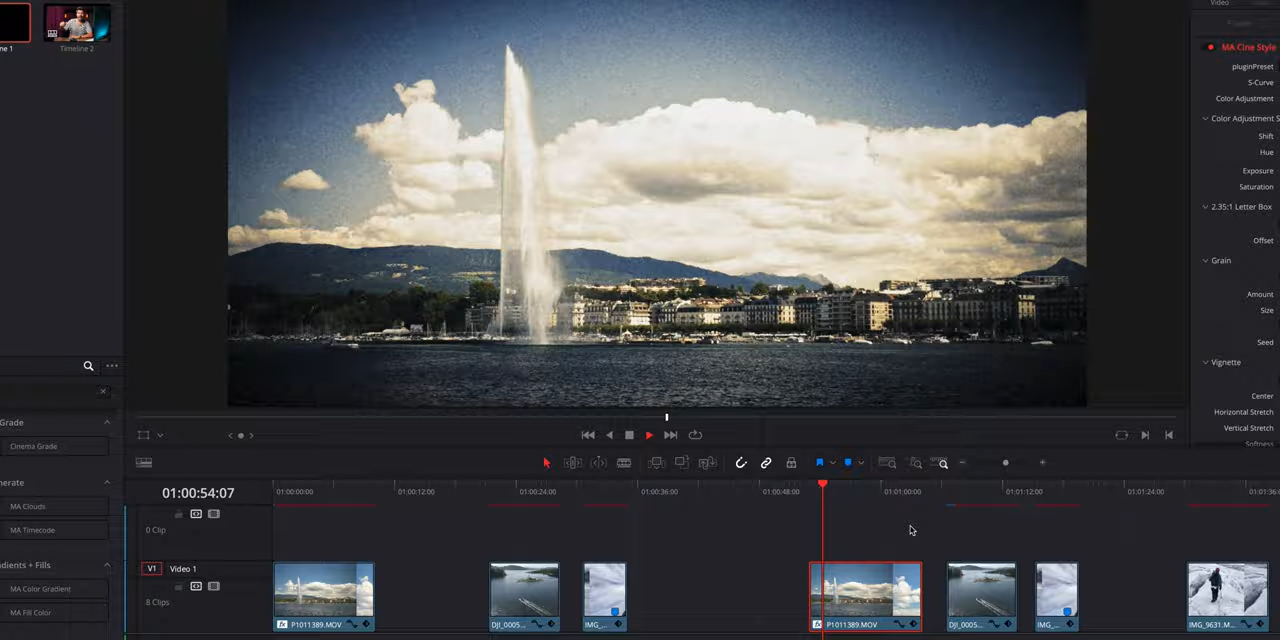 Video
ne 1
Timeline 2
MA Cine Style
pluginPreset
S-Curve
Color Adjustment
Color Adjustment S
Shift
Hue
Exposure
Saturation
2.35:1 Letter Box
Offset
Grain
Amount
Size
Seed
Vignette
Center
Horizontal Stretch
Vertical Stretch
Softness
Grade
Cinema Grade
nerate
MA Clouds
MA Timecode
adients + Fills
MA Color Gradient
MA Fill Color
01:00:54:07
01:00:00:00
01:00:12:00
01:00:24:00
01:00:36:00
01:00:48:00
01:01:00:00
01:01:12:00
01:01:24:00
01:01:36:0
0 Clip
V1 Video 1
8 Clips
fx P1011389.MOV
DJI_0005...
IMG_...
fx P1011389.MOV
DJI_0005...
IMG_...
IMG_9631.M...